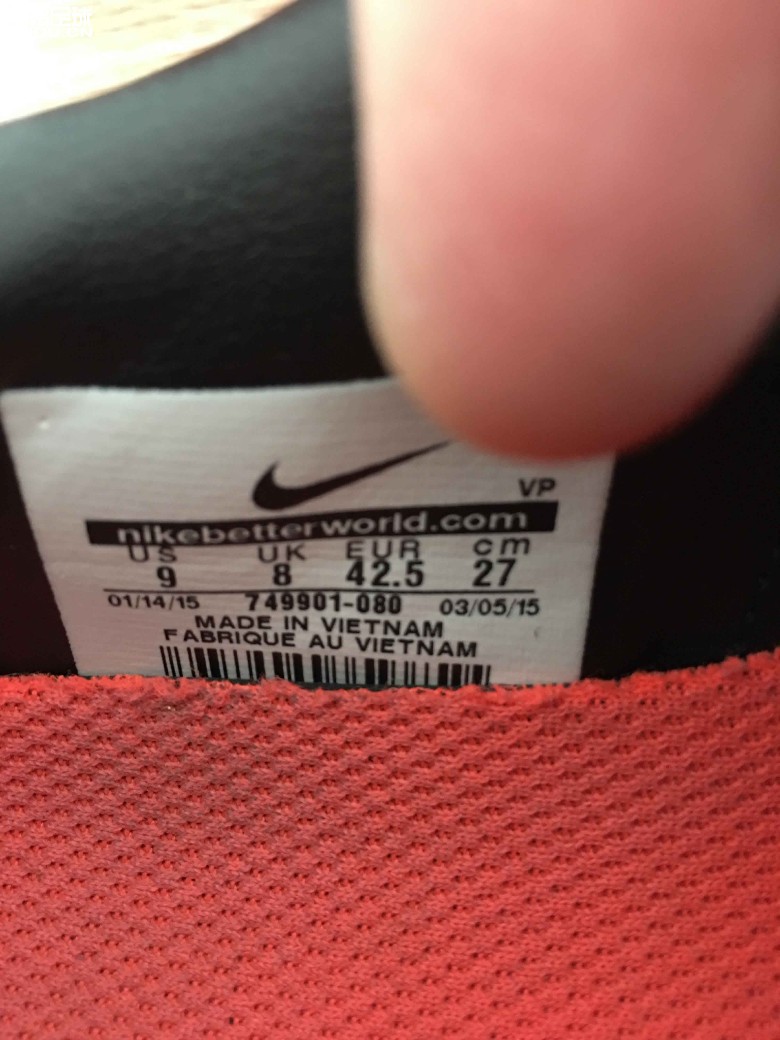 VP
nikebetterworld.com
US UK EUR cm
9 8 42.5 27
01/14/15 749901-080 03/05/15
MADE IN VIETNAM
FABRIQUE AU VIETNAM